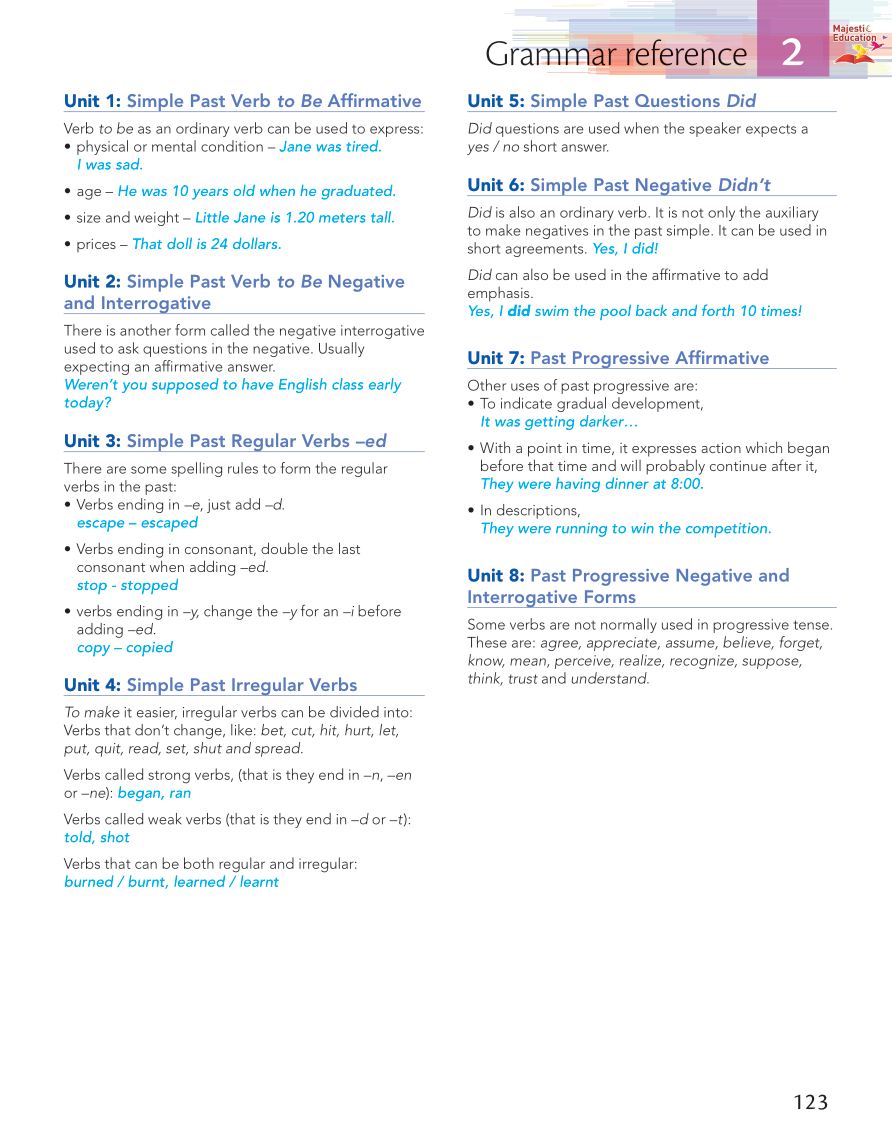 Grammar reference 2
Majestic
Education
Unit 1: Simple Past Verb to Be Affirmative
Verb to be as an ordinary verb can be used to express:
• physical or mental condition – Jane was tired.
I was sad.
• age – He was 10 years old when he graduated.
• size and weight – Little Jane is 1.20 meters tall.
• prices – That doll is 24 dollars.
Unit 2: Simple Past Verb to Be Negative
and Interrogative
There is another form called the negative interrogative
used to ask questions in the negative. Usually
expecting an affirmative answer.
Weren’t you supposed to have English class early
today?
Unit 3: Simple Past Regular Verbs –ed
There are some spelling rules to form the regular
verbs in the past:
• Verbs ending in –e, just add –d.
escape – escaped
• Verbs ending in consonant, double the last
consonant when adding –ed.
stop - stopped
• verbs ending in –y, change the –y for an –i before
adding –ed.
copy – copied
Unit 4: Simple Past Irregular Verbs
To make it easier, irregular verbs can be divided into:
Verbs that don’t change, like: bet, cut, hit, hurt, let,
put, quit, read, set, shut and spread.
Verbs called strong verbs, (that is they end in –n, –en
or –ne): began, ran
Verbs called weak verbs (that is they end in –d or –t):
told, shot
Verbs that can be both regular and irregular:
burned / burnt, learned / learnt
Unit 5: Simple Past Questions Did
Did questions are used when the speaker expects a
yes / no short answer.
Unit 6: Simple Past Negative Didn’t
Did is also an ordinary verb. It is not only the auxiliary
to make negatives in the past simple. It can be used in
short agreements. Yes, I did!
Did can also be used in the affirmative to add
emphasis.
Yes, I did swim the pool back and forth 10 times!
Unit 7: Past Progressive Affirmative
Other uses of past progressive are:
• To indicate gradual development,
It was getting darker…
• With a point in time, it expresses action which began
before that time and will probably continue after it,
They were having dinner at 8:00.
• In descriptions,
They were running to win the competition.
Unit 8: Past Progressive Negative and
Interrogative Forms
Some verbs are not normally used in progressive tense.
These are: agree, appreciate, assume, believe, forget,
know, mean, perceive, realize, recognize, suppose,
think, trust and understand.
123